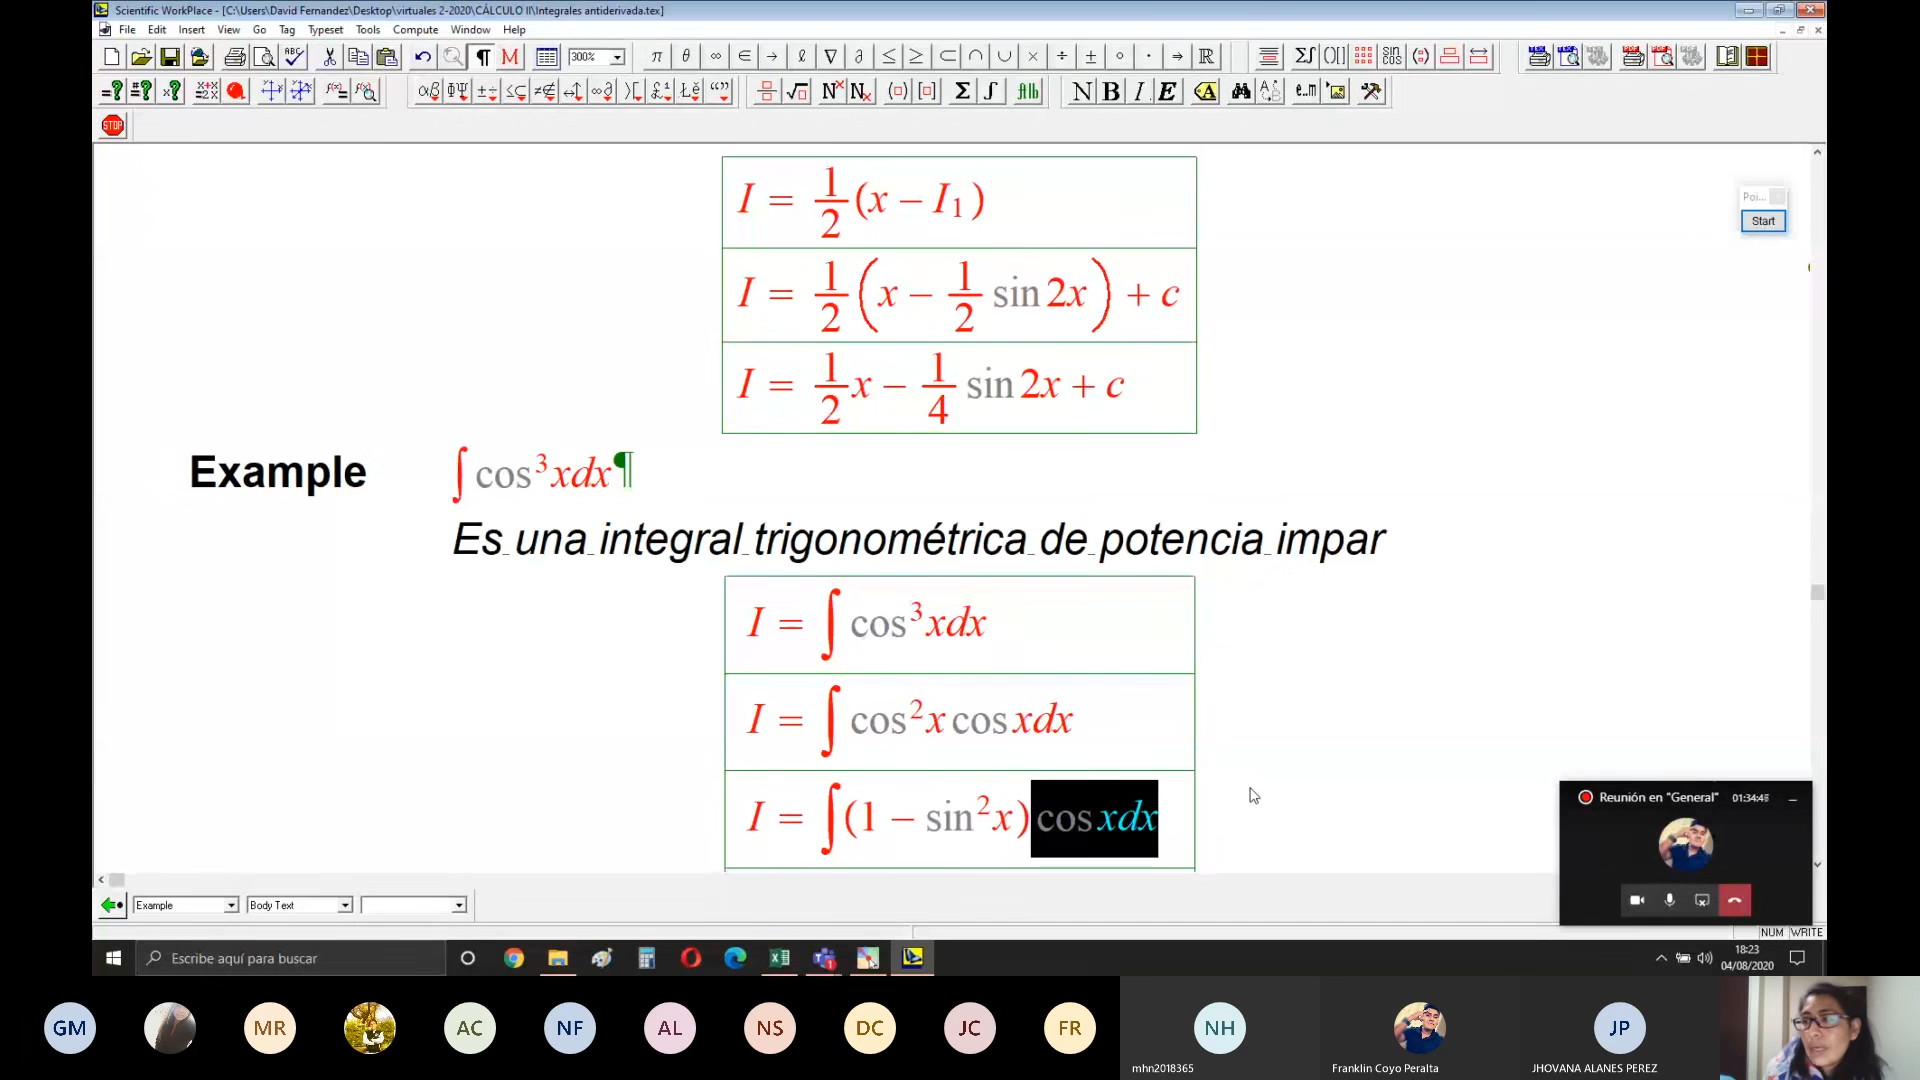 Scientific WorkPlace - [C:\Users\David Fernandez\Desktop\virtuales 2-2020\CÁLCULO II\Integrales antiderivada.tex]
File Edit Insert View Go Tag Typeset Tools Compute Window Help
300%
Poi...
Start
I = 1/2 (x − I₁)
I = 1/2 (x − 1/2 sin 2x) + c
I = 1/2 x − 1/4 sin 2x + c
Example ∫ cos³ xdx¶
Es una integral trigonométrica de potencia impar
I = ∫ cos³ xdx
I = ∫ cos² x cos xdx
I = ∫(1 − sin² x) cos xdx
Reunión en "General" 01:34:45
Example Body Text
NUM WRITE
Escribe aquí para buscar
18:23
04/08/2020
GM MR AC NF AL NS DC JC FR NH JP
mhn2018365 Franklin Coyo Peralta JHOVANA ALANES PEREZ